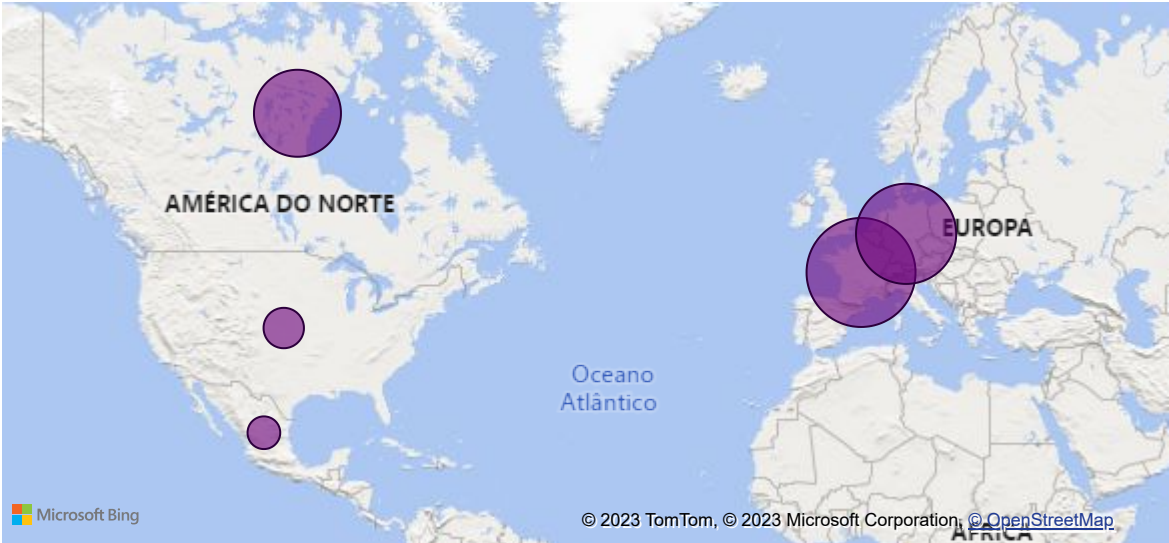 AMÉRICA DO NORTE
EUROPA
Oceano
Atlântico
Microsoft Bing
© 2023 TomTom, © 2023 Microsoft Corporation, © OpenStreetMap
ÁFRICA